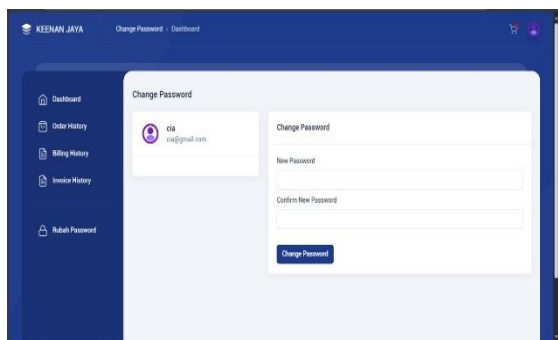 KEENAN JAYA
Change Password > Dashboard
Dashboard
Order History
Billing History
Invoice History
Rubah Password
Change Password
cia
cia@gmail.com
Change Password
New Password
Confirm New Password
Change Password